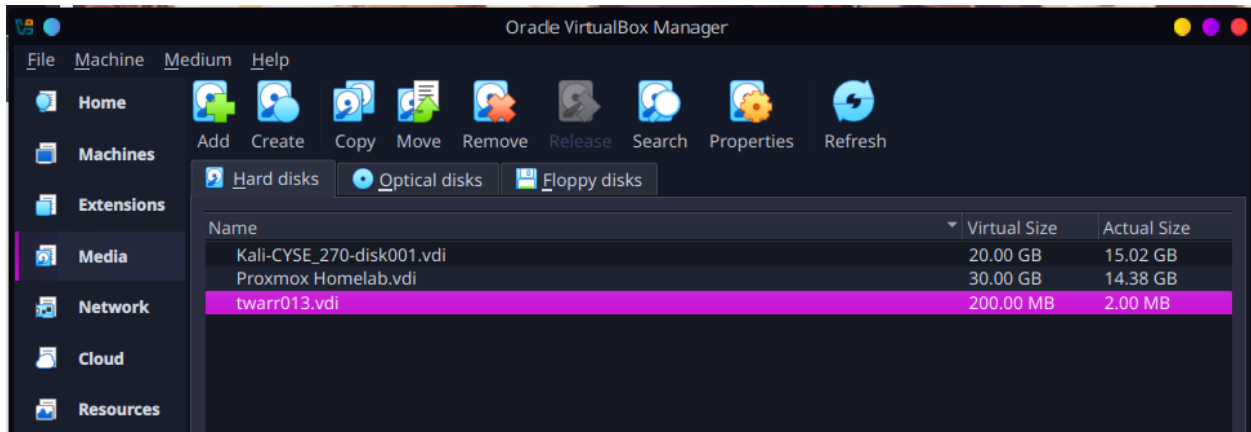 Oracle VirtualBox Manager
File Machine Medium Help
Home
Machines
Extensions
Media
Network
Cloud
Resources
Add Create Copy Move Remove Release Search Properties Refresh
Hard disks Optical disks Floppy disks
Name Virtual Size Actual Size
Kali-CYSE_270-disk001.vdi 20.00 GB 15.02 GB
Proxmox Homelab.vdi 30.00 GB 14.38 GB
twarr013.vdi 200.00 MB 2.00 MB